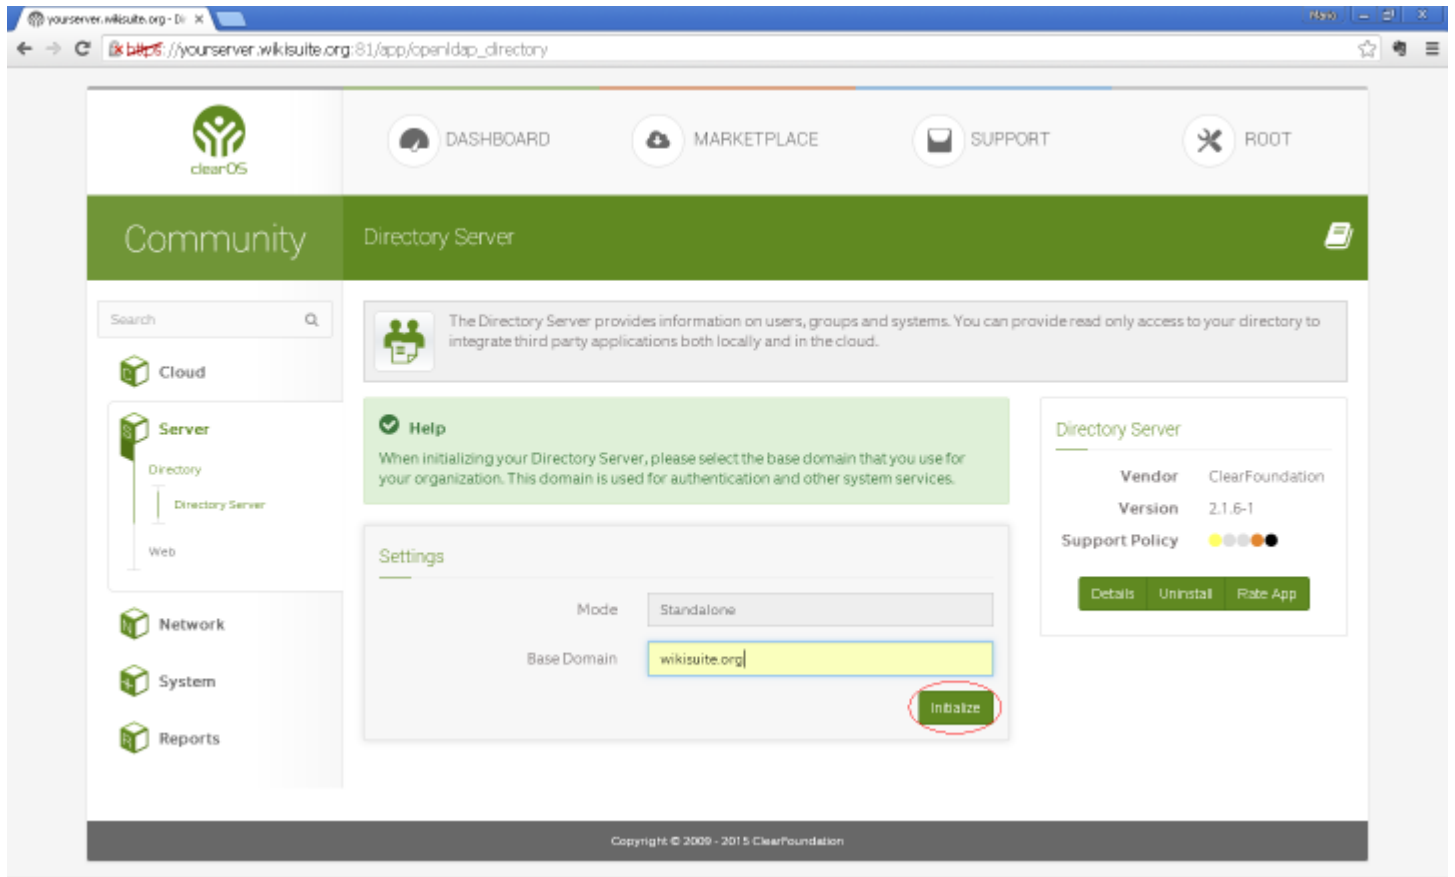 yourserver.wikisuite.org - Di
https://yourserver.wikisuite.org:81/app/openldap_directory
clearOS
DASHBOARD
MARKETPLACE
SUPPORT
ROOT
Community
Directory Server
Search
The Directory Server provides information on users, groups and systems. You can provide read only access to your directory to
integrate third party applications both locally and in the cloud.
Cloud
Server
Directory
Directory Server
Web
Network
System
Reports
Help
When initializing your Directory Server, please select the base domain that you use for
your organization. This domain is used for authentication and other system services.
Settings
Mode Standalone
Base Domain wikisuite.org
Initialize
Directory Server
Vendor ClearFoundation
Version 2.1.6-1
Support Policy
Details Uninstall Rate App
Copyright © 2009 - 2015 ClearFoundation